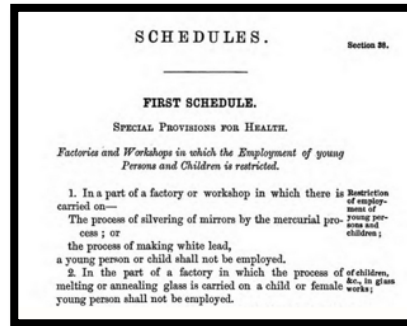 SCHEDULES.
Section 38.
FIRST SCHEDULE.
SPECIAL PROVISIONS FOR HEALTH.
Factories and Workshops in which the Employment of young
Persons and Children is restricted.
1. In a part of a factory or workshop in which there is
carried on—
The process of silvering of mirrors by the mercurial pro-
cess ; or
the process of making white lead,
a young person or child shall not be employed.
Restriction
of employ-
ment of
young per-
sons and
children ;
2. In the part of a factory in which the process of
melting or annealing glass is carried on a child or female
young person shall not be employed.
of children,
&c., in glass
works ;